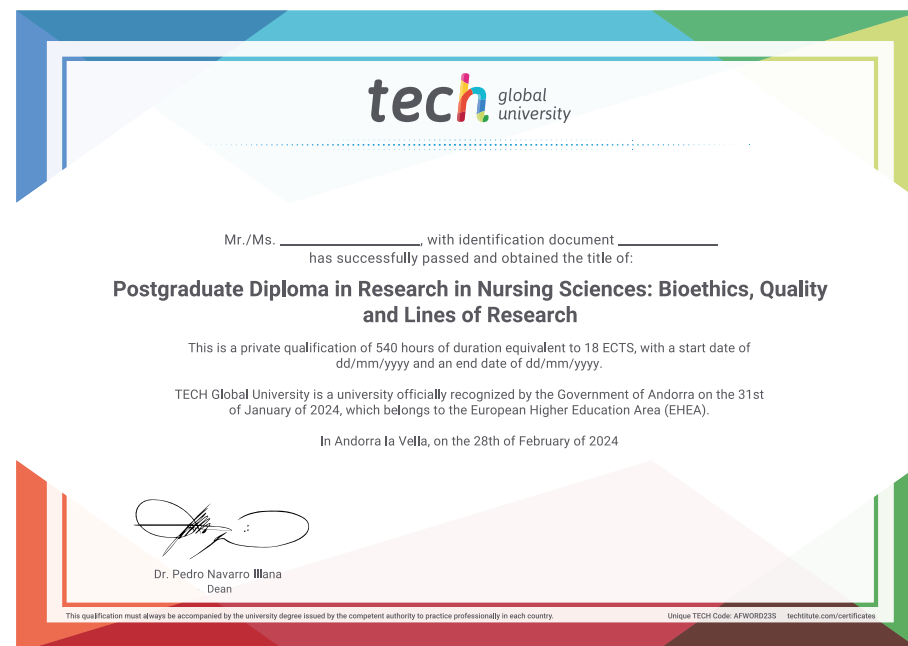 tech global university
Mr./Ms. ____________________, with identification document ______________
has successfully passed and obtained the title of:
Postgraduate Diploma in Research in Nursing Sciences: Bioethics, Quality
and Lines of Research
This is a private qualification of 540 hours of duration equivalent to 18 ECTS, with a start date of
dd/mm/yyyy and an end date of dd/mm/yyyy.
TECH Global University is a university officially recognized by the Government of Andorra on the 31st
of January of 2024, which belongs to the European Higher Education Area (EHEA).
In Andorra la Vella, on the 28th of February of 2024
Dr. Pedro Navarro Illana
Dean
This qualification must always be accompanied by the university degree issued by the competent authority to practice professionally in each country.
Unique TECH Code: AFWORD23S techtitute.com/certificates